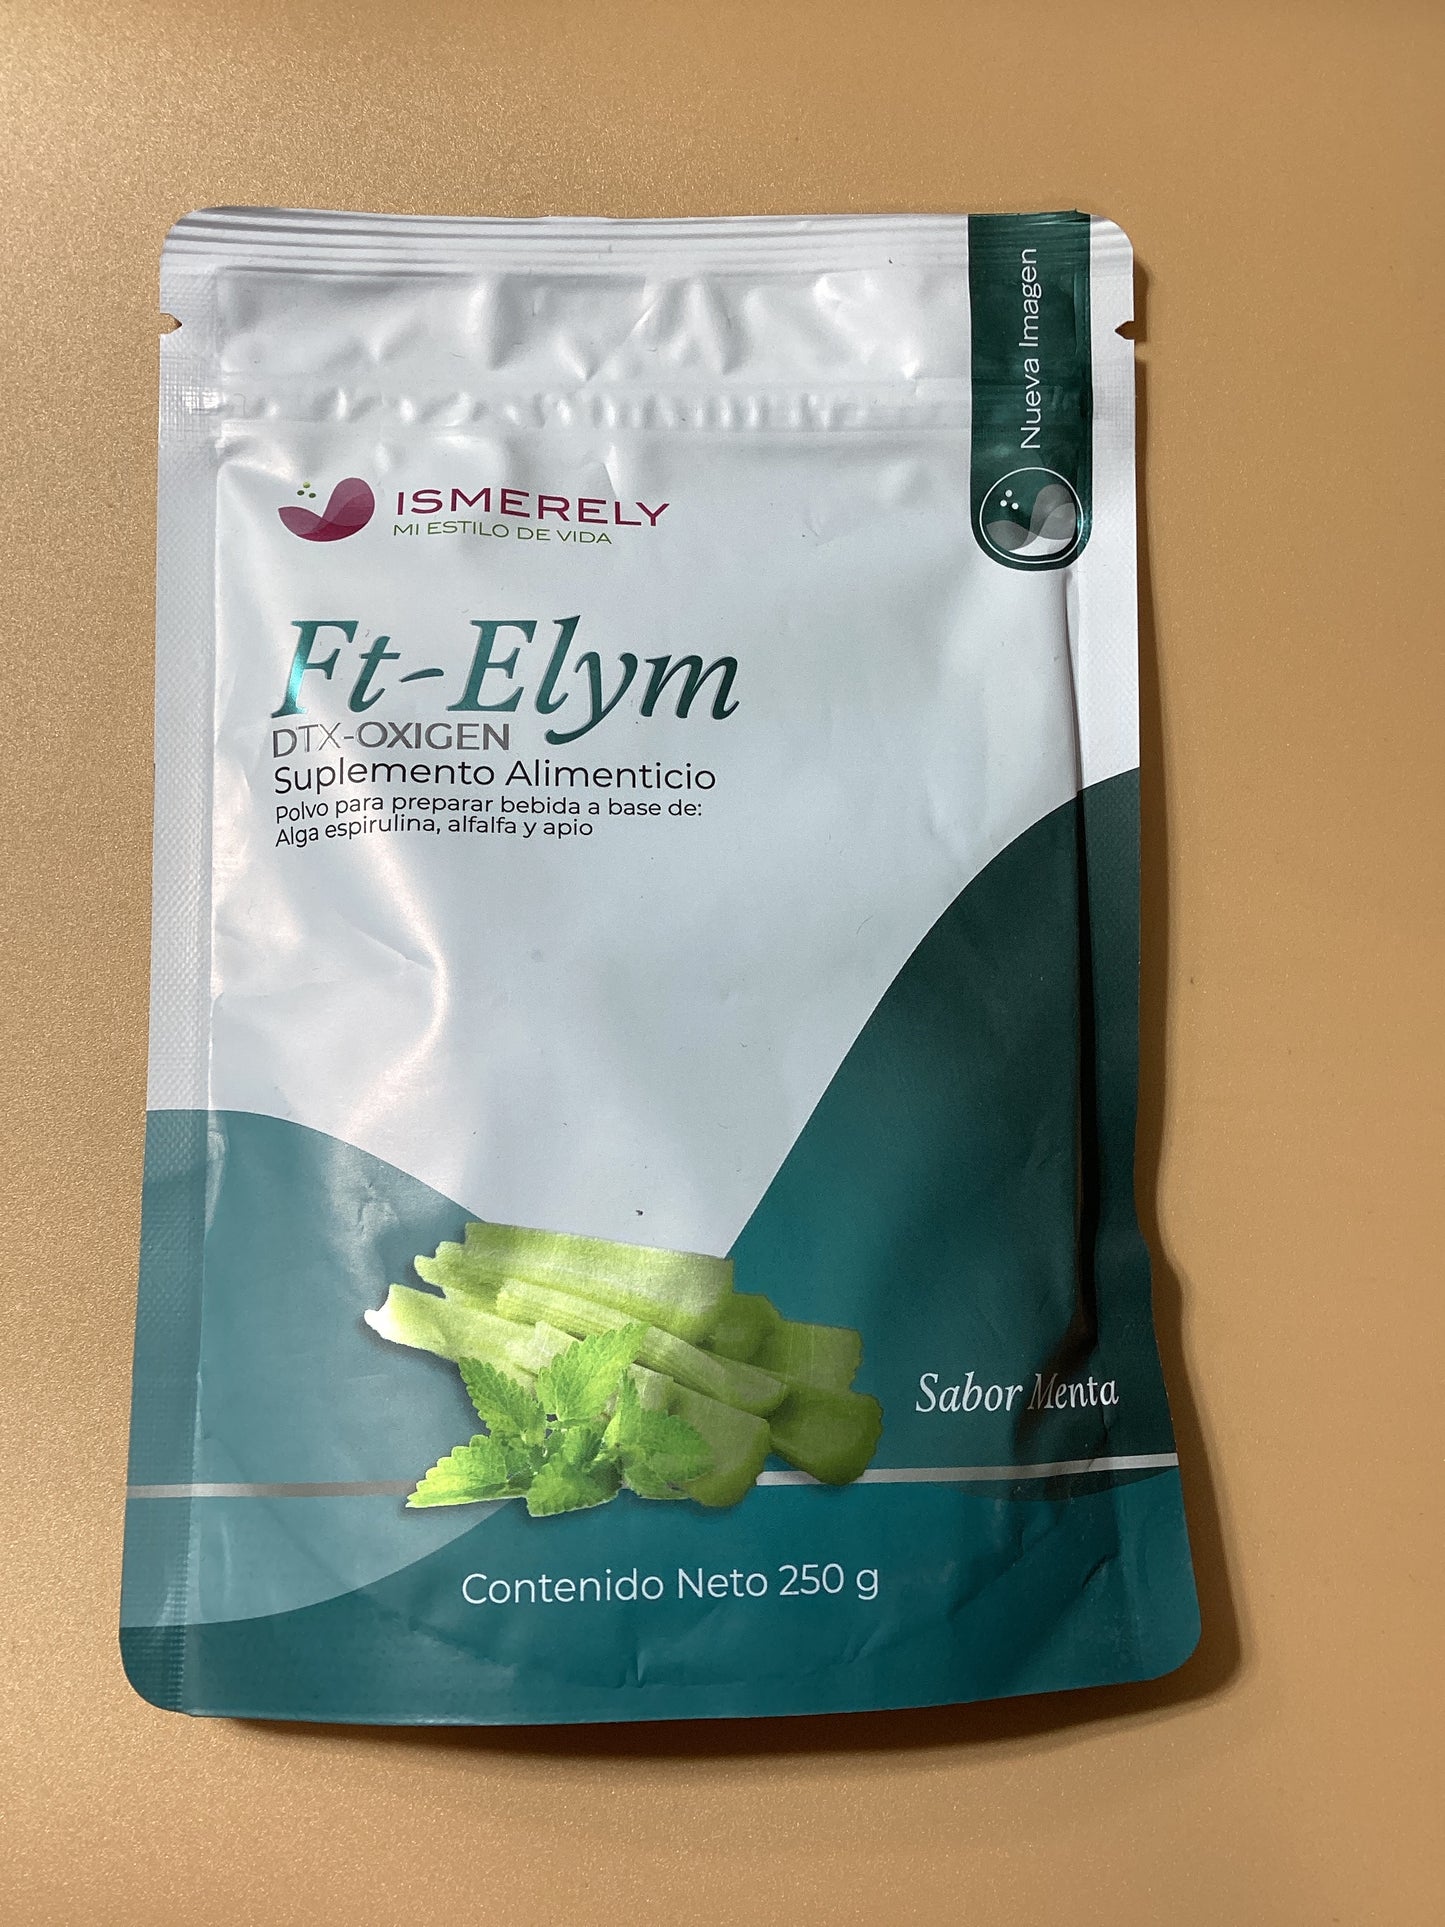 Nueva Imagen
ISMERELY
MI ESTILO DE VIDA
Ft-Elym
DTX-OXIGEN
Suplemento Alimenticio
Polvo para preparar bebida a base de:
Alga espirulina, alfalfa y apio
Sabor Menta
Contenido Neto 250 g